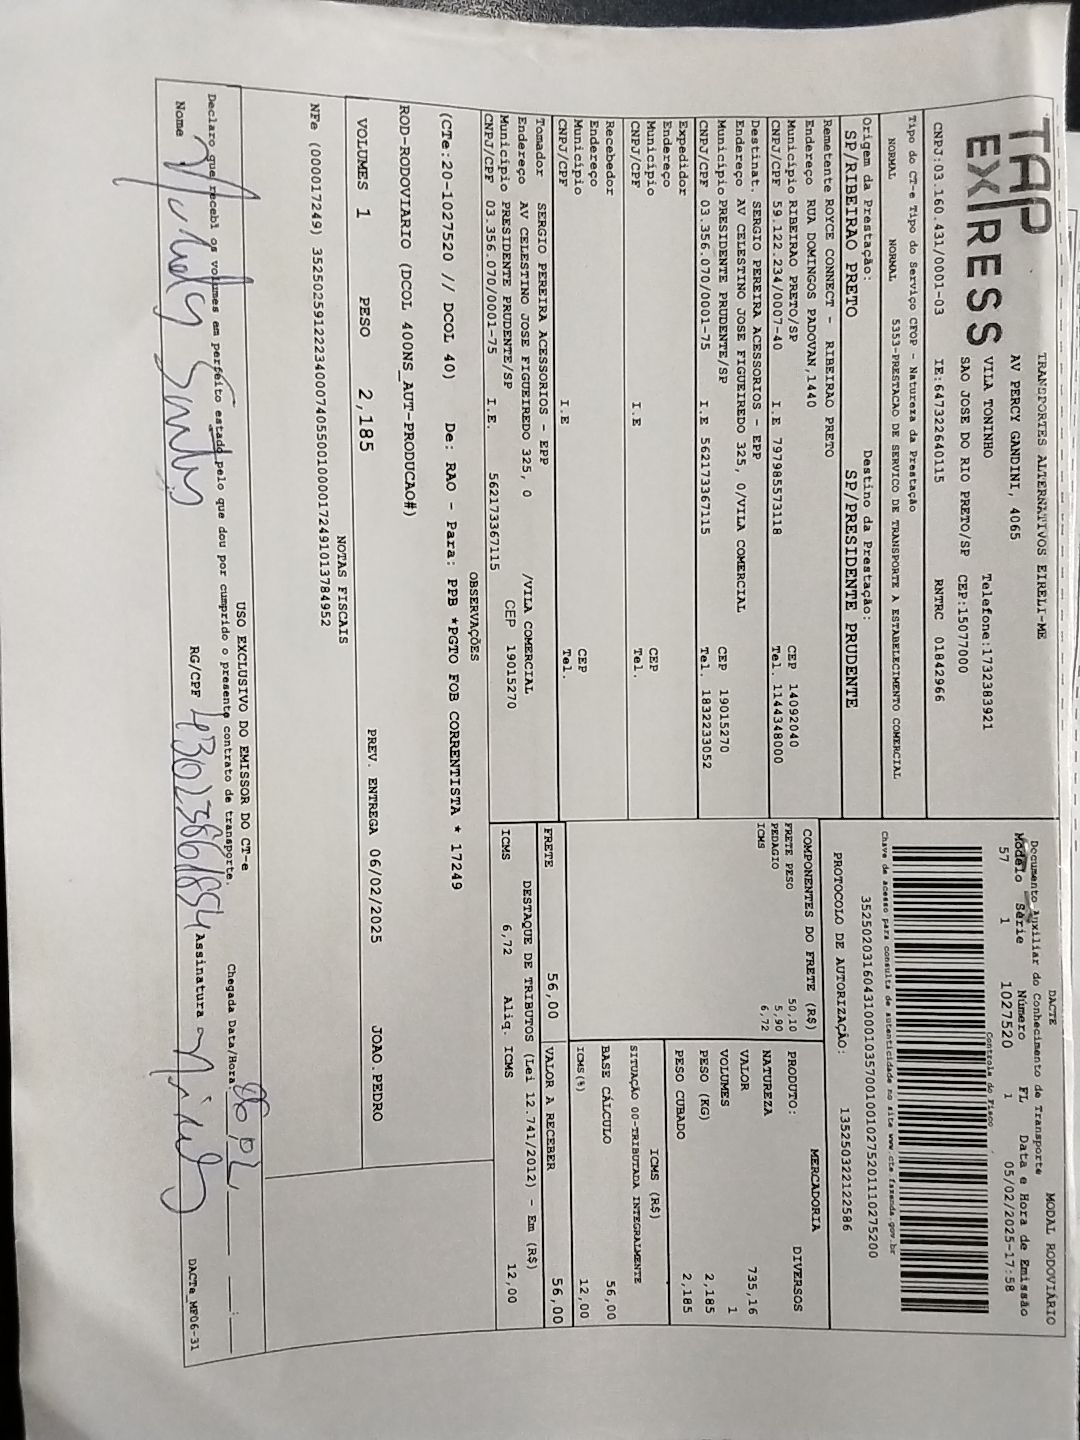 TAP
EXPRESS
TRANSPORTES ALTERNATIVOS EIRELI-ME
AV PERCY GANDINI, 4065
VILA TONINHO Telefone:1732383921
SAO JOSE DO RIO PRETO/SP CEP:15077000
CNPJ:03.160.431/0001-03 IE:647322640115 RNTRC 01842966
Tipo do CT-e Tipo do Serviço CFOP - Natureza da Prestação
NORMAL NORMAL 5353-PRESTACAO DE SERVICO DE TRANSPORTE A ESTABELECIMENTO COMERCIAL
Origem da Prestação: Destino da Prestação:
SP/RIBEIRAO PRETO SP/PRESIDENTE PRUDENTE
Remetente ROYCE CONNECT - RIBEIRAO PRETO
Endereço RUA DOMINGOS PADOVAN,1440
Município RIBEIRAO PRETO/SP CEP 14092040
CNPJ/CPF 59.122.234/0007-40 I.E 797985573118 Tel. 1144348000
Destinat. SERGIO PEREIRA ACESSORIOS - EPP
Endereço AV CELESTINO JOSE FIGUEIREDO 325, 0/VILA COMERCIAL
Município PRESIDENTE PRUDENTE/SP CEP 19015270
CNPJ/CPF 03.356.070/0001-75 I.E 562173367115 Tel. 1832233052
Expedidor
Endereço
Município CEP
CNPJ/CPF I.E Tel.
Recebedor
Endereço
Município CEP
CNPJ/CPF I.E Tel.
Tomador SERGIO PEREIRA ACESSORIOS - EPP
Endereço AV CELESTINO JOSE FIGUEIREDO 325, 0 /VILA COMERCIAL
Município PRESIDENTE PRUDENTE/SP CEP 19015270
CNPJ/CPF 03.356.070/0001-75 I.E. 562173367115
DACTE MODAL RODOVIÁRIO
Documento Auxiliar do Conhecimento de Transporte
Modelo Série Número FL Data e Hora de Emissão
57 1 1027520 1 05/02/2025-17:58
Controle do Fisco
Chave de acesso para consulta de autenticidade no site www.cte.fazenda.gov.br
35250203160431000103570010010275201110275200
PROTOCOLO DE AUTORIZAÇÃO: 135250322122586
COMPONENTES DO FRETE (R$)
FRETE PESO 50,10
PEDAGIO 5,90
ICMS 6,72
MERCADORIA
PRODUTO: DIVERSOS
NATUREZA
VALOR 735,16
VOLUMES 1
PESO (KG) 2,185
PESO CUBADO 2,185
ICMS (R$)
SITUAÇÃO 00-TRIBUTADA INTEGRALMENTE
BASE CÁLCULO 56,00
ICMS(%) 12,00
FRETE 56,00 VALOR A RECEBER 56,00
DESTAQUE DE TRIBUTOS (Lei 12.741/2012) - Em (R$)
ICMS 6,72 Aliq. ICMS 12,00
OBSERVAÇÕES
(CTe:20-1027520 // DCOL 40) De: RAO - Para: PPB *PGTO FOB CORRENTISTA * 17249
ROD-RODOVIARIO (DCOL 400NS_AUT-PRODUCAO#)
VOLUMES 1 PESO 2,185 PREV. ENTREGA 06/02/2025 JOAO.PEDRO
NOTAS FISCAIS
NFe (000017249) 35250259122234000740550010000172491013784952
USO EXCLUSIVO DO EMISSOR DO CT-e
Declaro que recebi os volumes em perfeito estado pelo que dou por cumprido o presente contrato de transporte. Chegada Data/Hora: 06/02/ :
Nome Santos RG/CPF 43023661854 Assinatura
DACTe_MF06-31